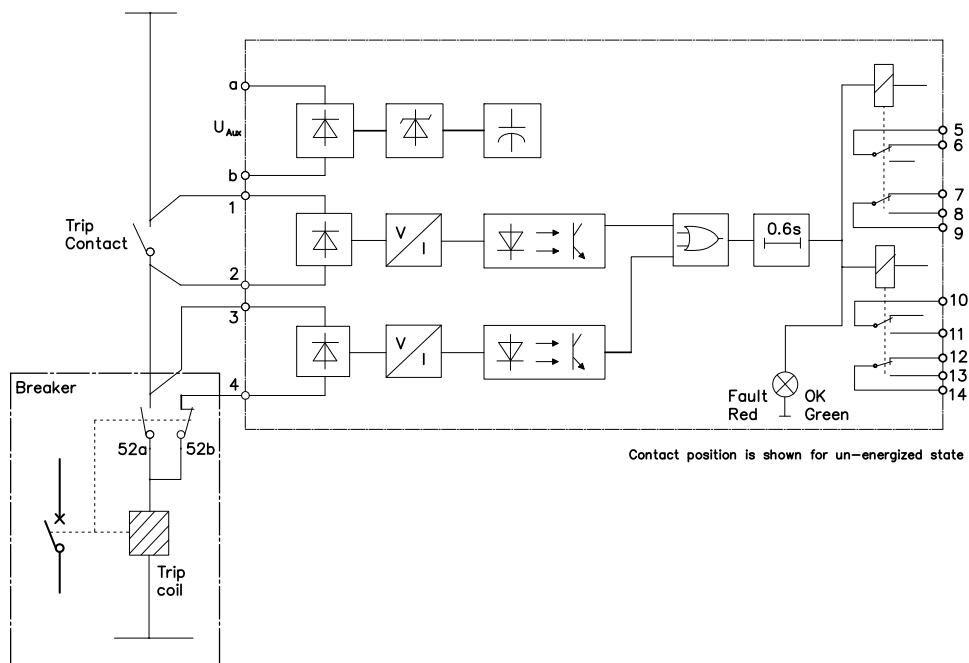 a
U Aux
b
1
Trip
Contact
2
3
4
V
I
V
I
0.6s
5
6
7
8
9
10
11
12
13
14
Fault
Red
OK
Green
Contact position is shown for un-energized state
Breaker
52a
52b
Trip
coil